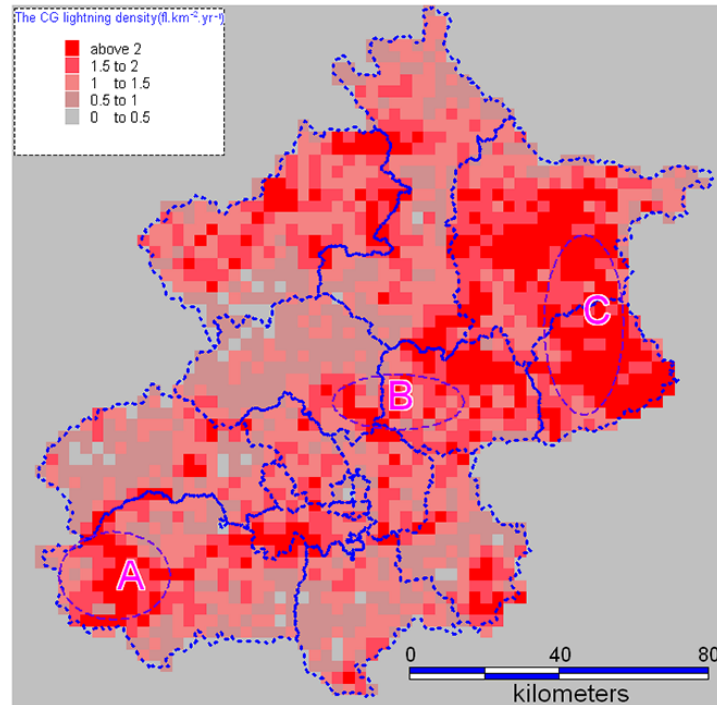 The CG lightning density(fl.km⁻².yr⁻¹)
above 2
1.5 to 2
1 to 1.5
0.5 to 1
0 to 0.5
C
B
A
0 40 80
kilometers